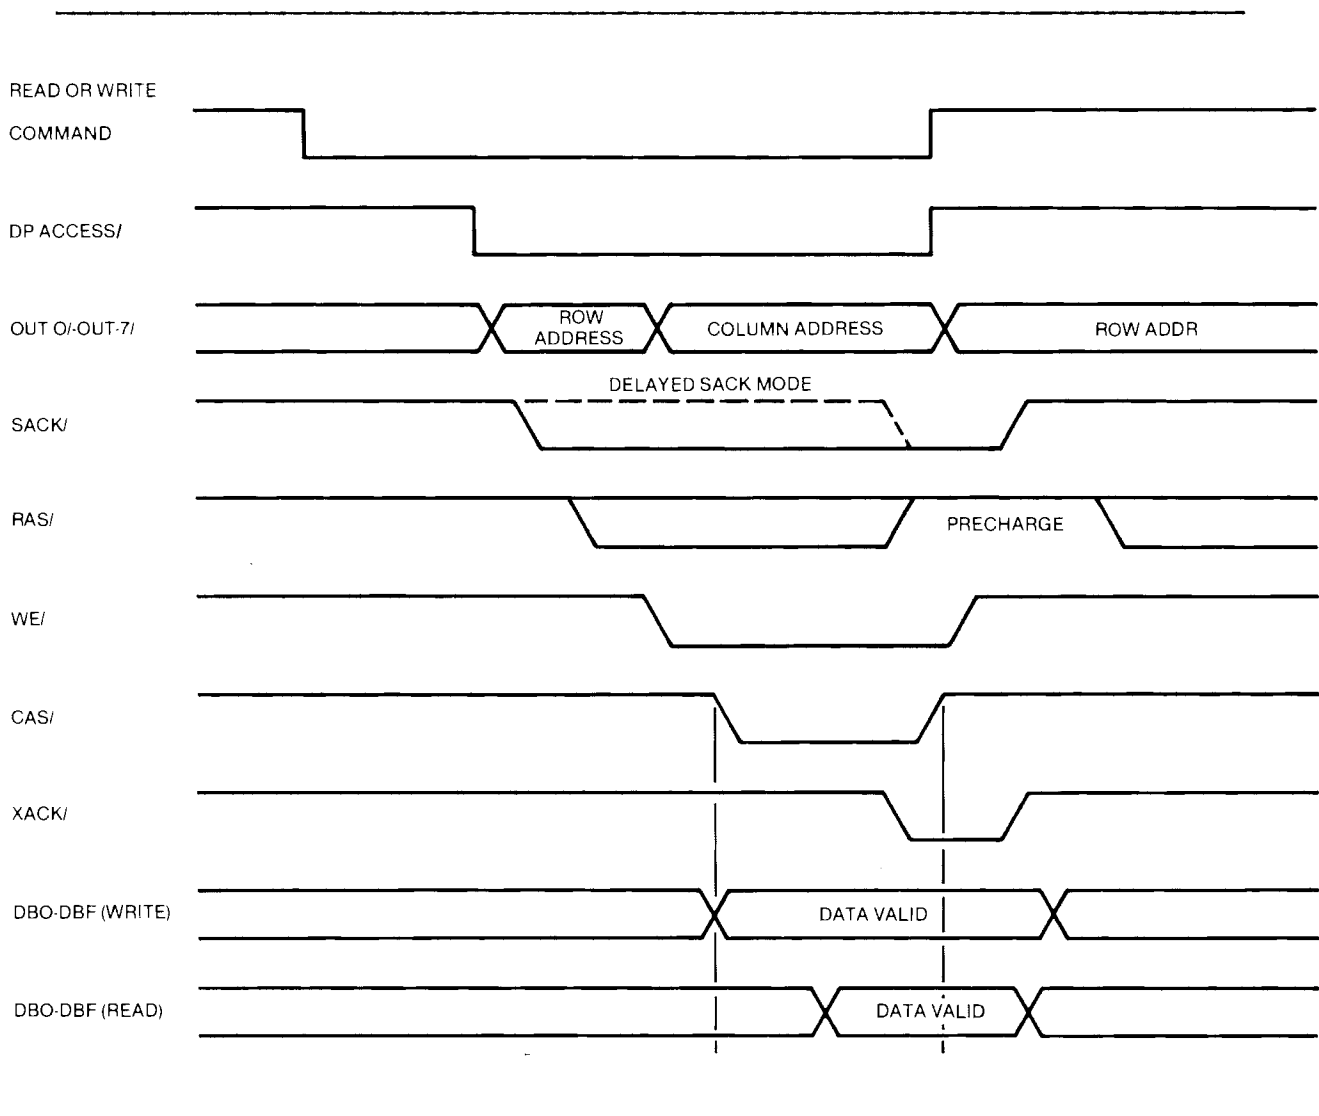 READ OR WRITE
COMMAND
DP ACCESS/
OUT O/-OUT-7/
ROW
ADDRESS
COLUMN ADDRESS
ROW ADDR
DELAYED SACK MODE
SACK/
RAS/
PRECHARGE
WE/
CAS/
XACK/
DBO-DBF (WRITE)
DATA VALID
DBO-DBF (READ)
DATA VALID